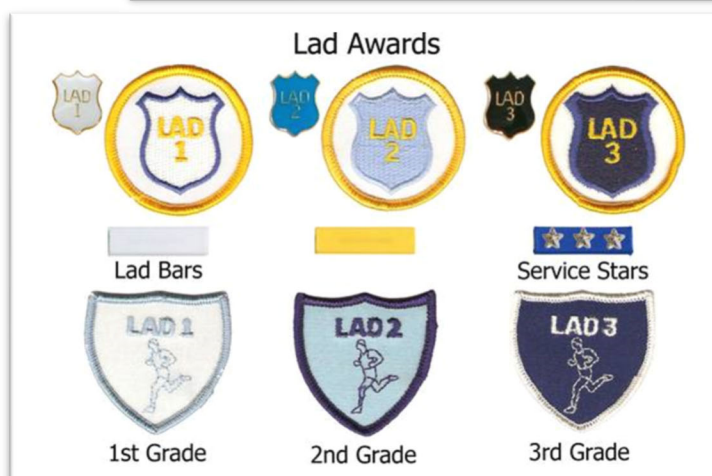 Lad Awards
LAD
1
LAD
1
LAD
2
LAD
2
LAD
3
LAD
3
Lad Bars
Service Stars
LAD 1
LAD 2
LAD 3
1st Grade
2nd Grade
3rd Grade